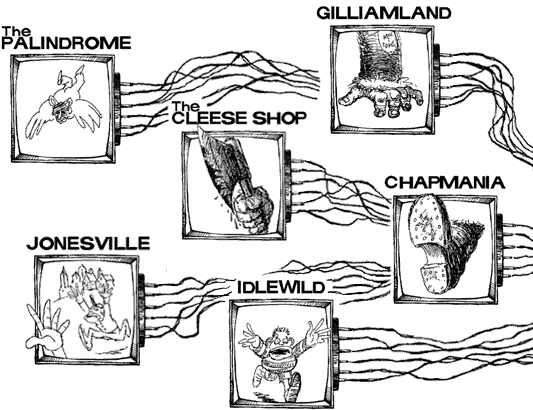 The
PALINDROME
GILLIAMLAND
The
CLEESE SHOP
CHAPMANIA
JONESVILLE
IDLEWILD